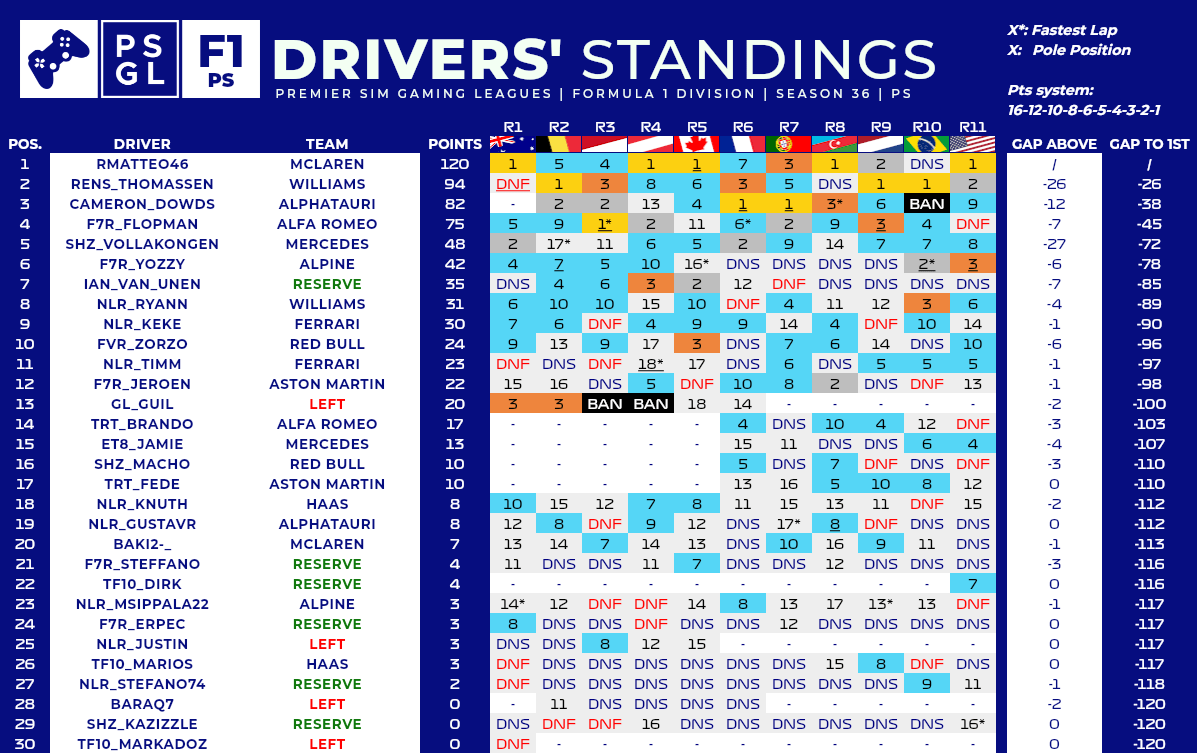 PS GL F1 PS
DRIVERS' STANDINGS
PREMIER SIM GAMING LEAGUES | FORMULA 1 DIVISION | SEASON 36 | PS
X*: Fastest Lap
X: Pole Position
Pts system:
16-12-10-8-6-5-4-3-2-1
POS. DRIVER TEAM POINTS R1 R2 R3 R4 R5 R6 R7 R8 R9 R10 R11 GAP ABOVE GAP TO 1ST
1 RMATTEO46 MCLAREN 120 1 5 4 1 1 7 3 1 2 DNS 1 / /
2 RENS_THOMASSEN WILLIAMS 94 DNF 1 3 8 6 3 5 DNS 1 1 2 -26 -26
3 CAMERON_DOWDS ALPHATAURI 82 - 2 2 13 4 1 1 3* 6 BAN 9 -12 -38
4 F7R_FLOPMAN ALFA ROMEO 75 5 9 1* 2 11 6* 2 9 3 4 DNF -7 -45
5 SHZ_VOLLAKONGEN MERCEDES 48 2 17* 11 6 5 2 9 14 7 7 8 -27 -72
6 F7R_YOZZY ALPINE 42 4 7 5 10 16* DNS DNS DNS DNS 2* 3 -6 -78
7 IAN_VAN_UNEN RESERVE 35 DNS 4 6 3 2 12 DNF DNS DNS DNS DNS -7 -85
8 NLR_RYANN WILLIAMS 31 6 10 10 15 10 DNF 4 11 12 3 6 -4 -89
9 NLR_KEKE FERRARI 30 7 6 DNF 4 9 9 14 4 DNF 10 14 -1 -90
10 FVR_ZORZO RED BULL 24 9 13 9 17 3 DNS 7 6 14 DNS 10 -6 -96
11 NLR_TIMM FERRARI 23 DNF DNS DNF 18* 17 DNS 6 DNS 5 5 5 -1 -97
12 F7R_JEROEN ASTON MARTIN 22 15 16 DNS 5 DNF 10 8 2 DNS DNF 13 -1 -98
13 GL_GUIL LEFT 20 3 3 BAN BAN 18 14 - - - - - -2 -100
14 TRT_BRANDO ALFA ROMEO 17 - - - - - 4 DNS 10 4 12 DNF -3 -103
15 ET8_JAMIE MERCEDES 13 - - - - - 15 11 DNS DNS 6 4 -4 -107
16 SHZ_MACHO RED BULL 10 - - - - - 5 DNS 7 DNF DNS DNF -3 -110
17 TRT_FEDE ASTON MARTIN 10 - - - - - 13 16 5 10 8 12 0 -110
18 NLR_KNUTH HAAS 8 10 15 12 7 8 11 15 13 11 DNF 15 -2 -112
19 NLR_GUSTAVR ALPHATAURI 8 12 8 DNF 9 12 DNS 17* 8 DNF DNS DNS 0 -112
20 BAKI2-_ MCLAREN 7 13 14 7 14 13 DNS 10 16 9 11 DNS -1 -113
21 F7R_STEFFANO RESERVE 4 11 DNS DNS 11 7 DNS DNS 12 DNS DNS DNS -3 -116
22 TF10_DIRK RESERVE 4 - - - - - - - - - - 7 0 -116
23 NLR_MSIPPALA22 ALPINE 3 14* 12 DNF DNF 14 8 13 17 13* 13 DNF -1 -117
24 F7R_ERPEC RESERVE 3 8 DNS DNS DNF DNS DNS 12 DNS DNS DNS DNS 0 -117
25 NLR_JUSTIN LEFT 3 DNS DNS 8 12 15 - - - - - - 0 -117
26 TF10_MARIOS HAAS 3 DNF DNS DNS DNS DNS DNS DNS 15 8 DNF DNS 0 -117
27 NLR_STEFANO74 RESERVE 2 DNF DNS DNS DNS DNS DNS DNS DNS DNS 9 11 -1 -118
28 BARAQ7 LEFT 0 - 11 DNS DNS DNS DNS - - - - - -2 -120
29 SHZ_KAZIZZLE RESERVE 0 DNS DNF DNF 16 DNS DNS DNS DNS DNS DNS 16* 0 -120
30 TF10_MARKADOZ LEFT 0 DNF - - - - - - - - - - 0 -120